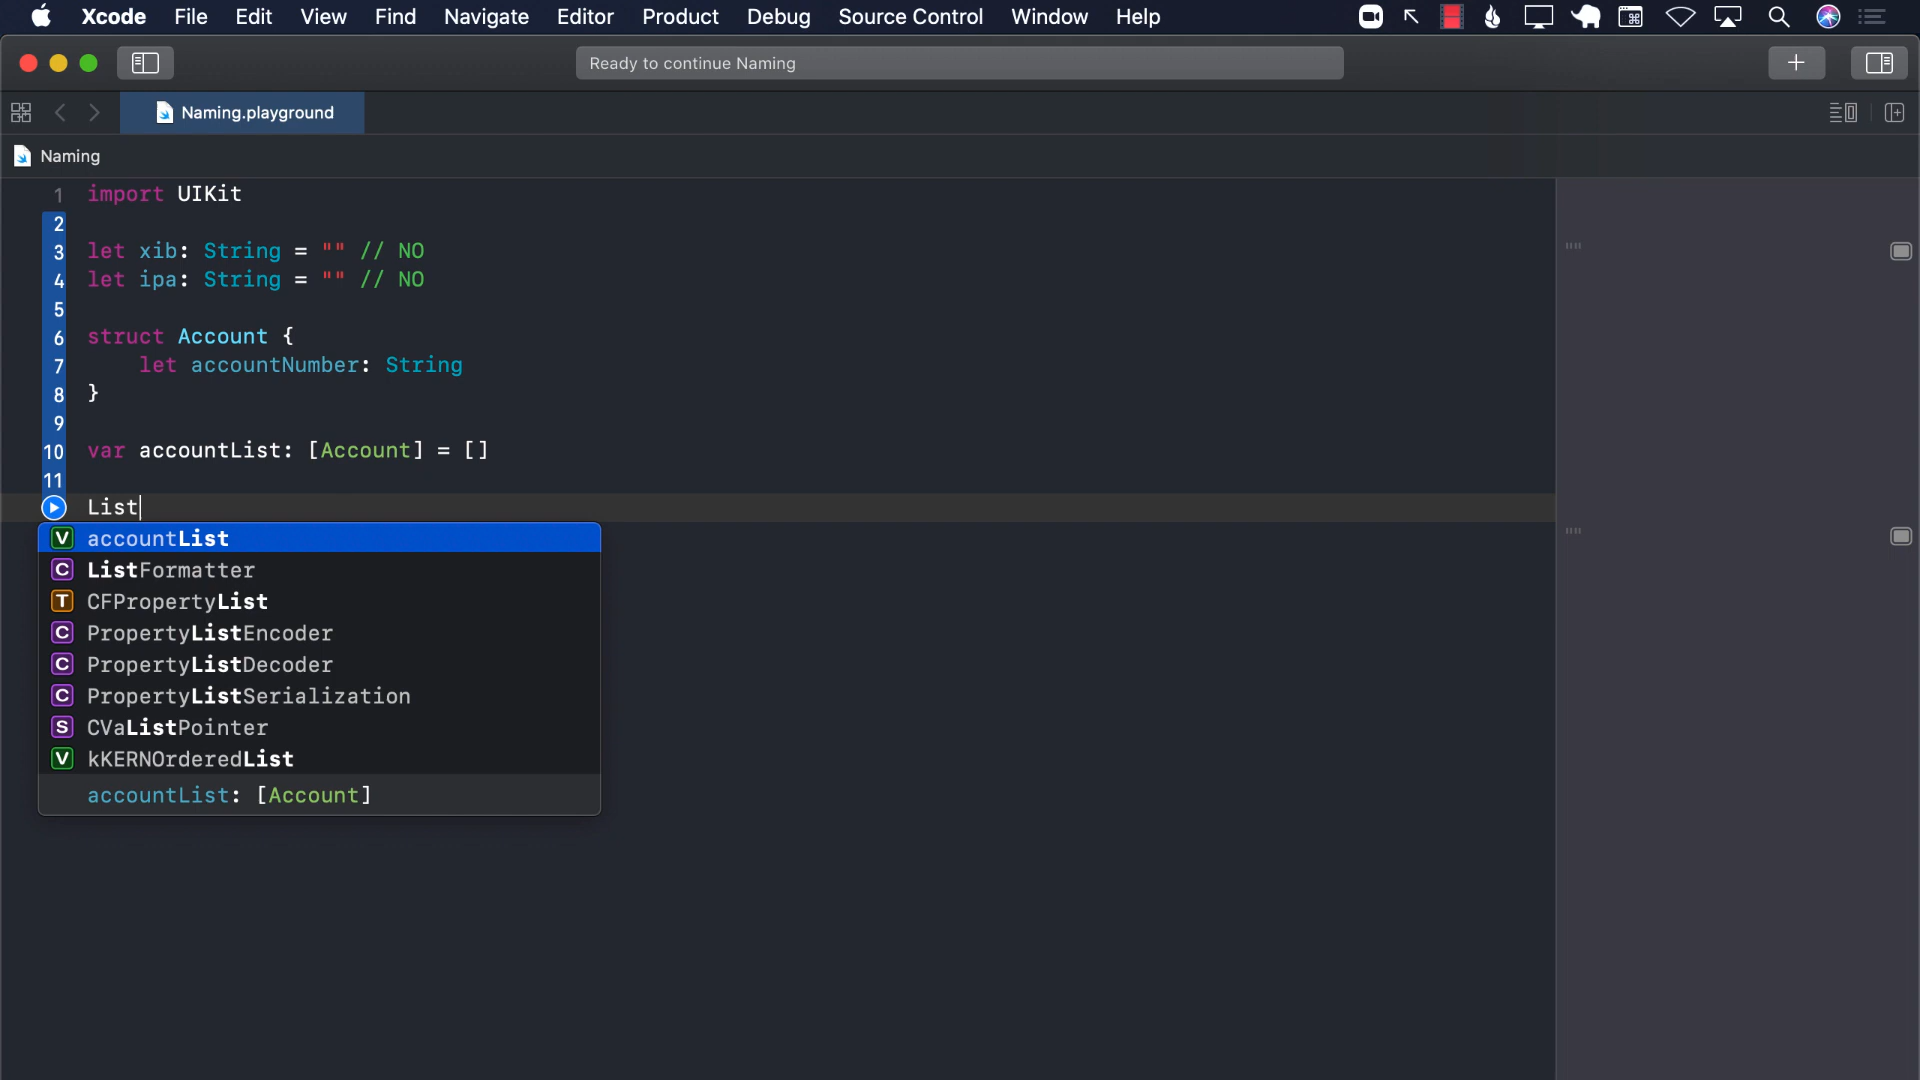 Xcode File Edit View Find Navigate Editor Product Debug Source Control Window Help
Ready to continue Naming
Naming.playground
Naming
1 import UIKit
2
3 let xib: String = "" // NO
4 let ipa: String = "" // NO
5
6 struct Account {
7 let accountNumber: String
8 }
9
10 var accountList: [Account] = []
11
List
V accountList
C ListFormatter
T CFPropertyList
C PropertyListEncoder
C PropertyListDecoder
C PropertyListSerialization
S CVaListPointer
V kKERNOrderedList
accountList: [Account]
""
""